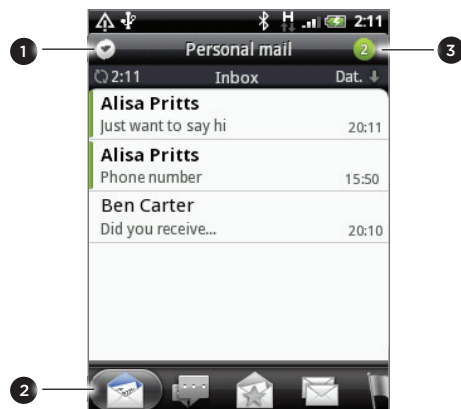 H 2:11
1 Personal mail 2 3
2:11 Inbox Dat.
Alisa Pritts
Just want to say hi 20:11
Alisa Pritts
Phone number 15:50
Ben Carter
Did you receive... 20:10
2